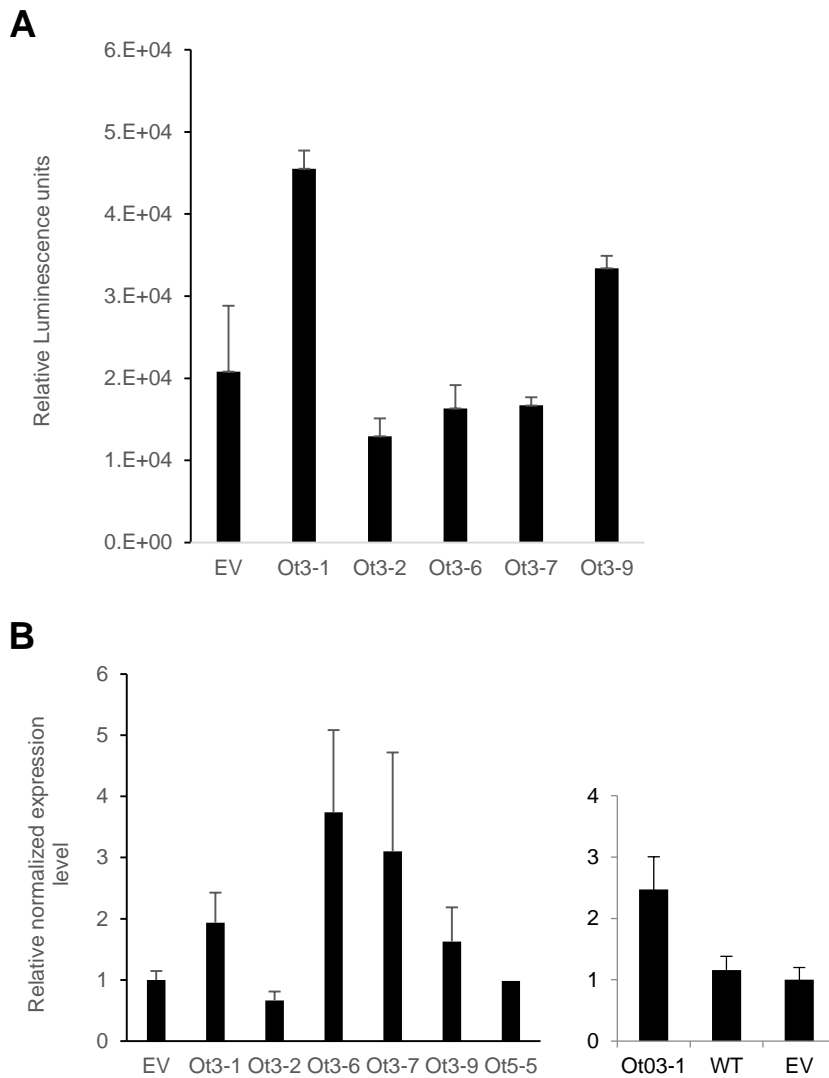 A
6.E+04
5.E+04
4.E+04
3.E+04
2.E+04
1.E+04
0.E+00
Relative Luminescence units
EV Ot3-1 Ot3-2 Ot3-6 Ot3-7 Ot3-9
B
6
5
4
3
2
1
0
Relative normalized expression
level
EV Ot3-1 Ot3-2 Ot3-6 Ot3-7 Ot3-9 Ot5-5
4
3
2
1
0
Ot03-1 WT EV